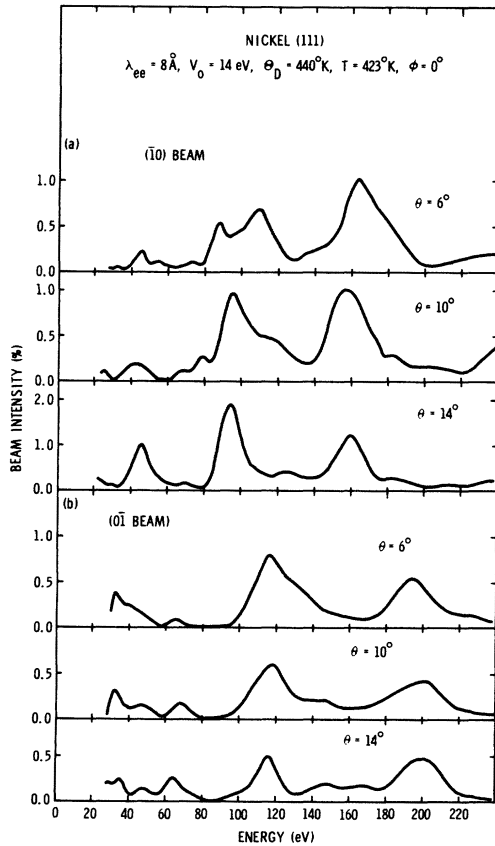 NICKEL (111)
λee = 8Å, V₀ = 14 eV, Θ_D = 440°K, T = 423°K, ϕ = 0°
(a)
(1̄0) BEAM
1.0
0.5
0.0
θ = 6°
1.0
0.5
0.0
θ = 10°
2.0
1.0
0.0
θ = 14°
BEAM INTENSITY (%)
(b)
(01̄ BEAM)
1.0
0.5
0.0
θ = 6°
0.5
0.0
θ = 10°
0.5
0.0
θ = 14°
0 20 40 60 80 100 120 140 160 180 200 220
ENERGY (eV)